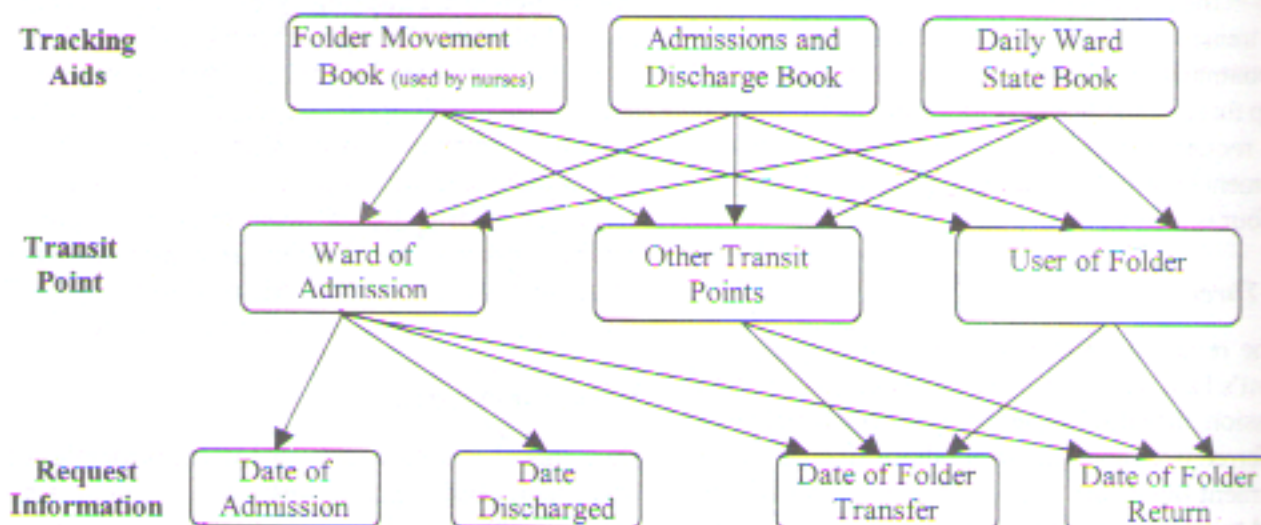 Tracking
Aids
Folder Movement
Book (used by nurses)
Admissions and
Discharge Book
Daily Ward
State Book
Transit
Point
Ward of
Admission
Other Transit
Points
User of Folder
Request
Information
Date of
Admission
Date
Discharged
Date of Folder
Transfer
Date of Folder
Return